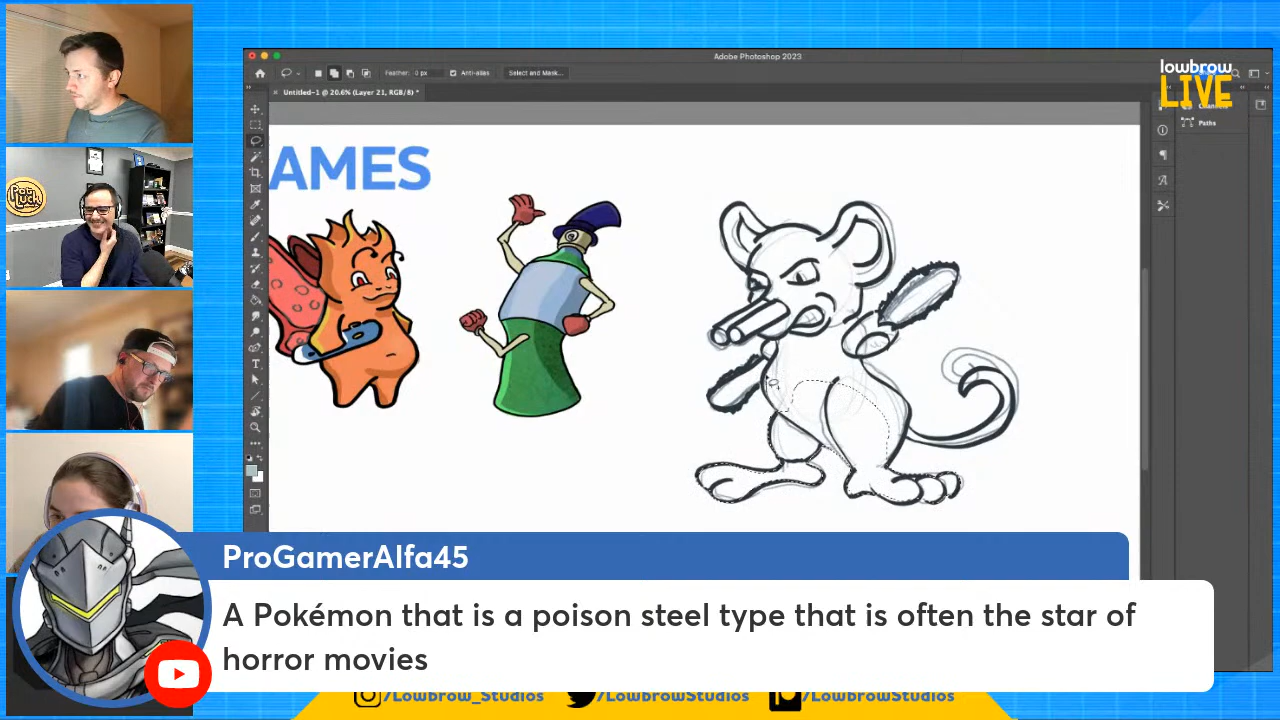 Adobe Photoshop 2023
lowbrow
LIVE
Feather: 0 px
Anti-alias
Select and Mask...
Untitled-1 @ 20.6% (Layer 21, RGB/8) *
Paths
AMES
Pot
Luck
ProGamerAlfa45
A Pokémon that is a poison steel type that is often the star of
horror movies
/Lowbrow_Studios
/LowbrowStudios
/LowbrowStudios